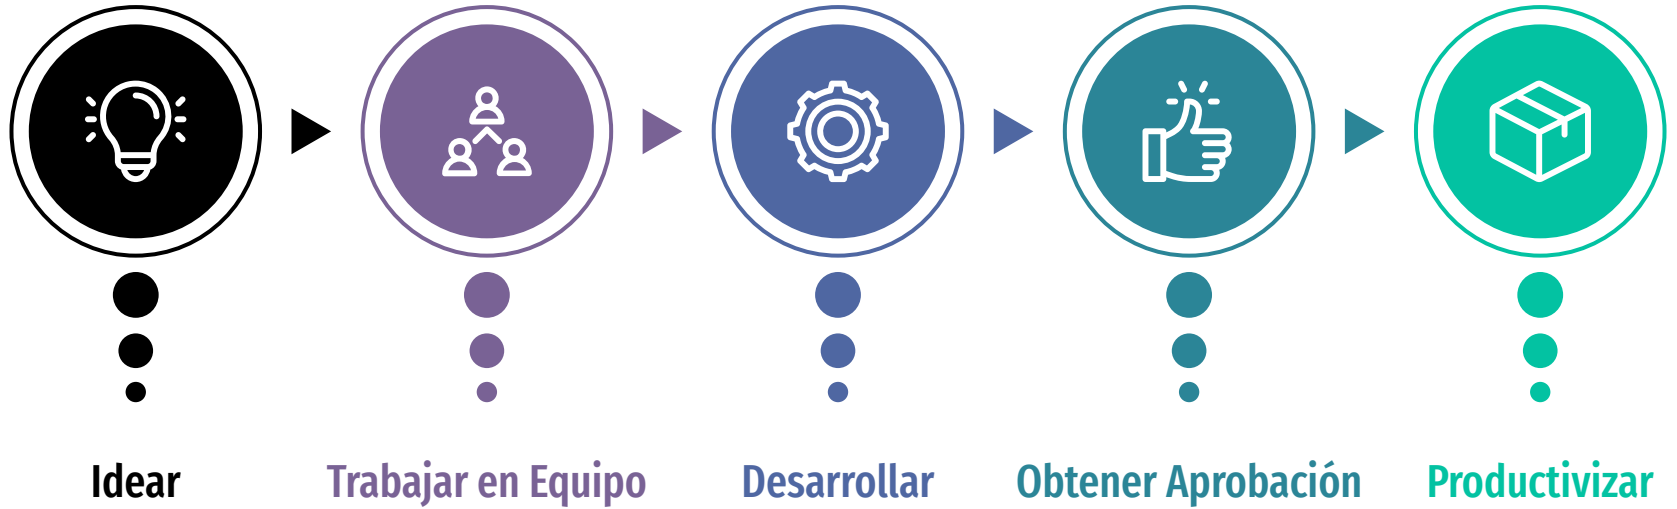 Idear
Trabajar en Equipo
Desarrollar
Obtener Aprobación
Productivizar